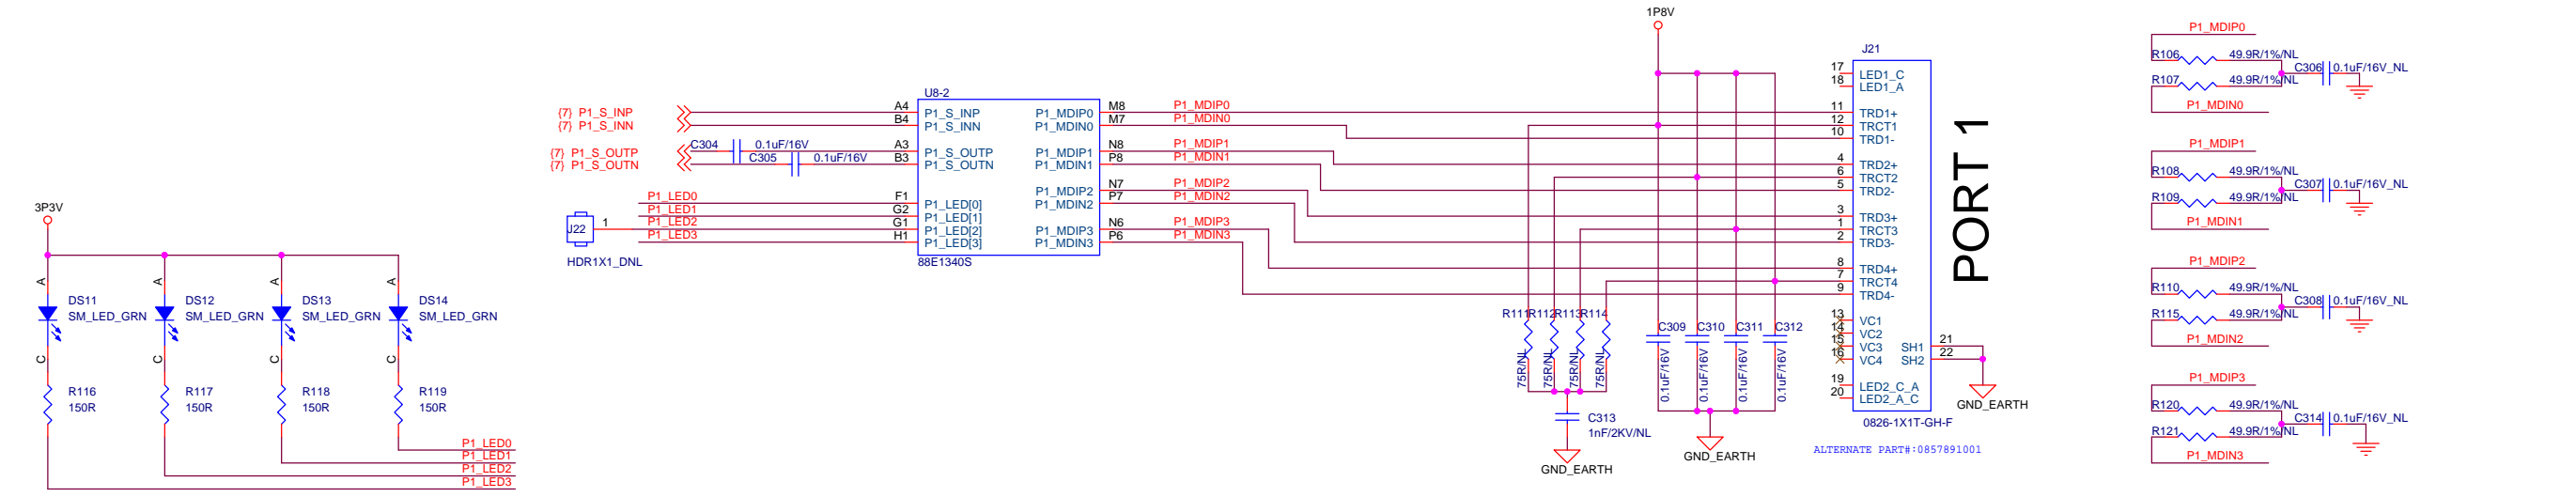 3P3V
A
A
A
A
DS11
SM_LED_GRN
DS12
SM_LED_GRN
DS13
SM_LED_GRN
DS14
SM_LED_GRN
C
C
C
C
R116
150R
R117
150R
R118
150R
R119
150R
P1_LED0
P1_LED1
P1_LED2
P1_LED3
{7} P1_S_INP
{7} P1_S_INN
{7} P1_S_OUTP
{7} P1_S_OUTN
C304
0.1uF/16V
C305
0.1uF/16V
P1_LED0
P1_LED1
P1_LED2
P1_LED3
J22
1
HDR1X1_DNL
A4
B4
A3
B3
F1
G2
G1
H1
U8-2
P1_S_INP
P1_S_INN
P1_S_OUTP
P1_S_OUTN
P1_LED[0]
P1_LED[1]
P1_LED[2]
P1_LED[3]
P1_MDIP0
P1_MDIN0
P1_MDIP1
P1_MDIN1
P1_MDIP2
P1_MDIN2
P1_MDIP3
P1_MDIN3
88E1340S
M8
M7
N8
P8
N7
P7
N6
P6
P1_MDIP0
P1_MDIN0
P1_MDIP1
P1_MDIN1
P1_MDIP2
P1_MDIN2
P1_MDIP3
P1_MDIN3
1P8V
R111
R112
R113
R114
75R/NL
75R/NL
75R/NL
75R/NL
C313
1nF/2KV/NL
GND_EARTH
C309
C310
C311
C312
0.1uF/16V
0.1uF/16V
0.1uF/16V
0.1uF/16V
GND_EARTH
J21
17
18
11
12
10
4
6
5
3
1
2
8
7
9
13
14
15
16
19
20
LED1_C
LED1_A
TRD1+
TRCT1
TRD1-
TRD2+
TRCT2
TRD2-
TRD3+
TRCT3
TRD3-
TRD4+
TRCT4
TRD4-
VC1
VC2
VC3
VC4
SH1
SH2
LED2_C_A
LED2_A_C
21
22
GND_EARTH
0826-1X1T-GH-F
ALTERNATE PART#:0857891001
PORT 1
P1_MDIP0
R106
49.9R/1%/NL
R107
49.9R/1%/NL
C306
0.1uF/16V_NL
P1_MDIN0
P1_MDIP1
R108
49.9R/1%/NL
R109
49.9R/1%/NL
C307
0.1uF/16V_NL
P1_MDIN1
P1_MDIP2
R110
49.9R/1%/NL
R115
49.9R/1%/NL
C308
0.1uF/16V_NL
P1_MDIN2
P1_MDIP3
R120
49.9R/1%/NL
R121
49.9R/1%/NL
C314
0.1uF/16V_NL
P1_MDIN3